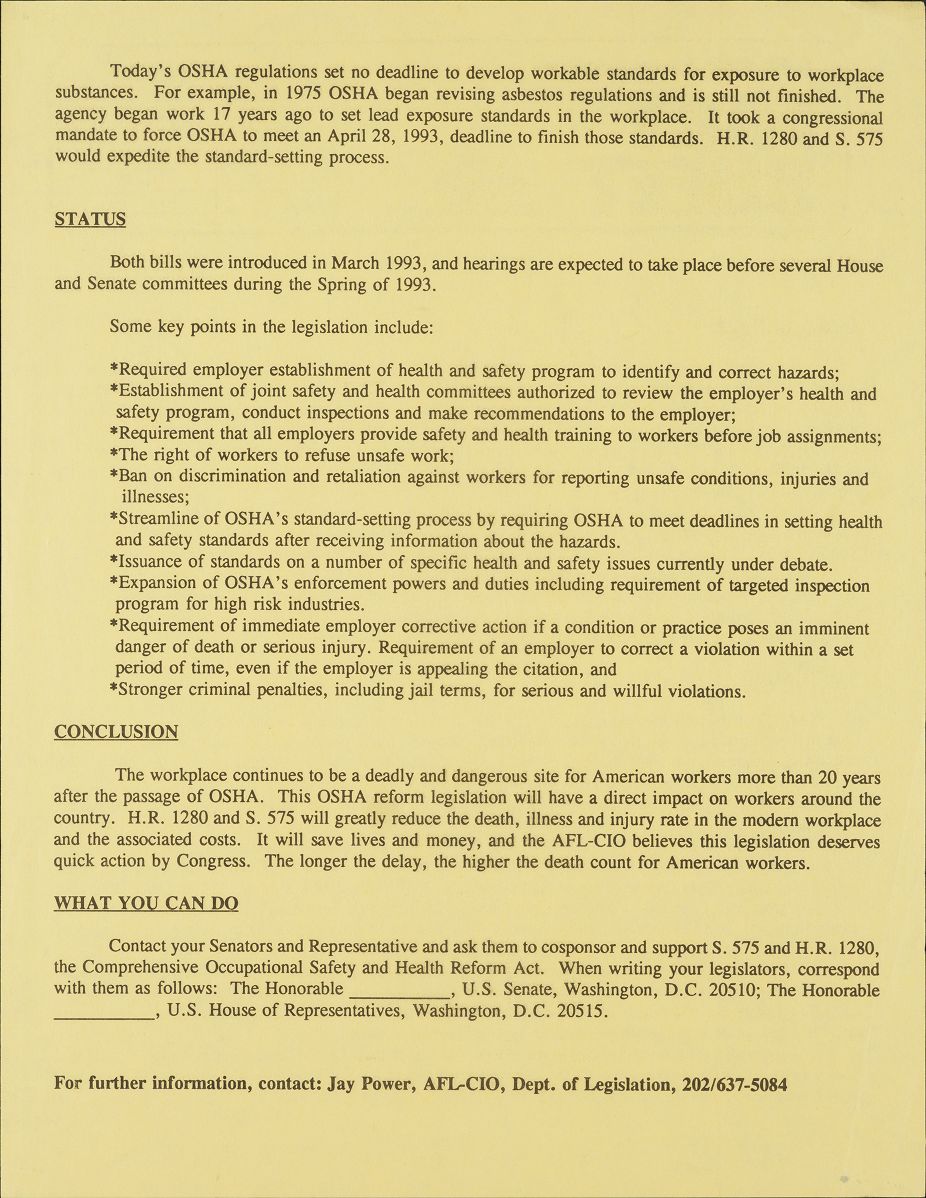 Today's OSHA regulations set no deadline to develop workable standards for exposure to workplace
substances. For example, in 1975 OSHA began revising asbestos regulations and is still not finished. The
agency began work 17 years ago to set lead exposure standards in the workplace. It took a congressional
mandate to force OSHA to meet an April 28, 1993, deadline to finish those standards. H.R. 1280 and S. 575
would expedite the standard-setting process.
STATUS
Both bills were introduced in March 1993, and hearings are expected to take place before several House
and Senate committees during the Spring of 1993.
Some key points in the legislation include:
*Required employer establishment of health and safety program to identify and correct hazards;
*Establishment of joint safety and health committees authorized to review the employer's health and
safety program, conduct inspections and make recommendations to the employer;
*Requirement that all employers provide safety and health training to workers before job assignments;
*The right of workers to refuse unsafe work;
*Ban on discrimination and retaliation against workers for reporting unsafe conditions, injuries and
illnesses;
*Streamline of OSHA's standard-setting process by requiring OSHA to meet deadlines in setting health
and safety standards after receiving information about the hazards.
*Issuance of standards on a number of specific health and safety issues currently under debate.
*Expansion of OSHA's enforcement powers and duties including requirement of targeted inspection
program for high risk industries.
*Requirement of immediate employer corrective action if a condition or practice poses an imminent
danger of death or serious injury. Requirement of an employer to correct a violation within a set
period of time, even if the employer is appealing the citation, and
*Stronger criminal penalties, including jail terms, for serious and willful violations.
CONCLUSION
The workplace continues to be a deadly and dangerous site for American workers more than 20 years
after the passage of OSHA. This OSHA reform legislation will have a direct impact on workers around the
country. H.R. 1280 and S. 575 will greatly reduce the death, illness and injury rate in the modern workplace
and the associated costs. It will save lives and money, and the AFL-CIO believes this legislation deserves
quick action by Congress. The longer the delay, the higher the death count for American workers.
WHAT YOU CAN DO
Contact your Senators and Representative and ask them to cosponsor and support S. 575 and H.R. 1280,
the Comprehensive Occupational Safety and Health Reform Act. When writing your legislators, correspond
with them as follows: The Honorable ___________, U.S. Senate, Washington, D.C. 20510; The Honorable
___________, U.S. House of Representatives, Washington, D.C. 20515.
For further information, contact: Jay Power, AFL-CIO, Dept. of Legislation, 202/637-5084